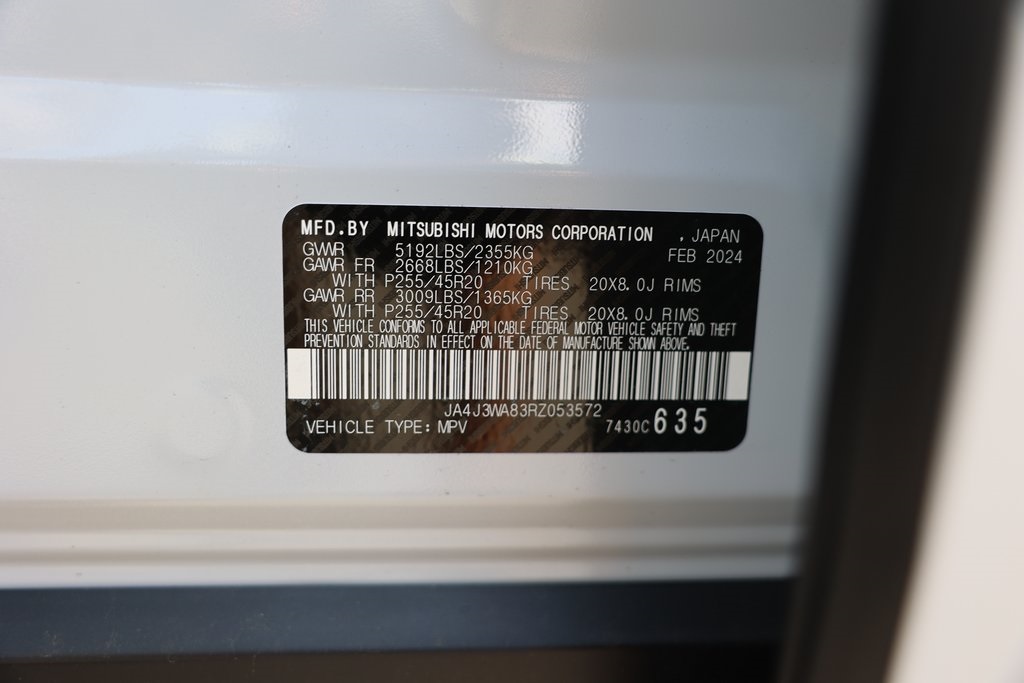 MFD.BY MITSUBISHI MOTORS CORPORATION , JAPAN
GVWR 5192LBS/2355KG FEB 2024
GAWR FR 2668LBS/1210KG
WITH P255/45R20 TIRES 20X8.0J RIMS
GAWR RR 3009LBS/1365KG
WITH P255/45R20 TIRES 20X8.0J RIMS
THIS VEHICLE CONFORMS TO ALL APPLICABLE FEDERAL MOTOR VEHICLE SAFETY AND THEFT
PREVENTION STANDARDS IN EFFECT ON THE DATE OF MANUFACTURE SHOWN ABOVE.
JA4J3WA83RZ053572
VEHICLE TYPE: MPV 7430C 635